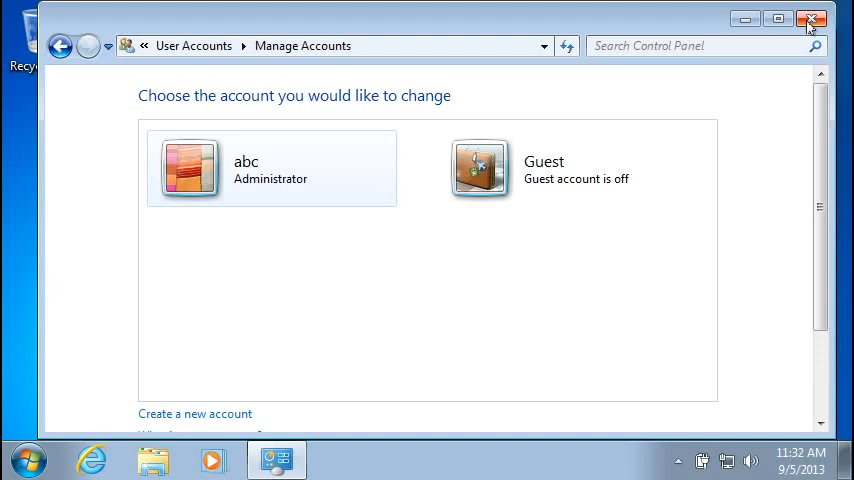 Recy
« User Accounts Manage Accounts
Search Control Panel
Choose the account you would like to change
abc
Administrator
Guest
Guest account is off
Create a new account
11:32 AM
9/5/2013